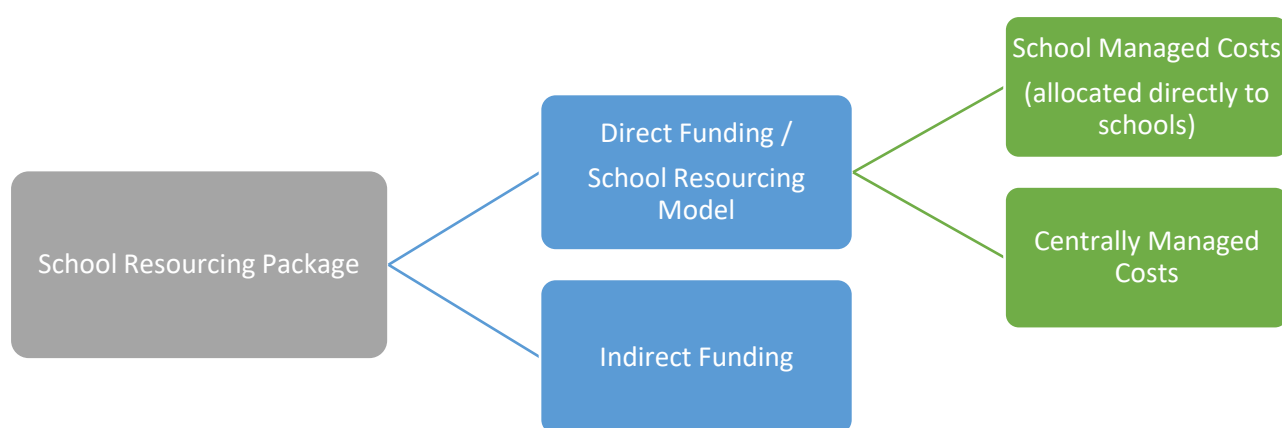 School Resourcing Package
Direct Funding /
School Resourcing
Model
Indirect Funding
School Managed Costs
(allocated directly to
schools)
Centrally Managed
Costs